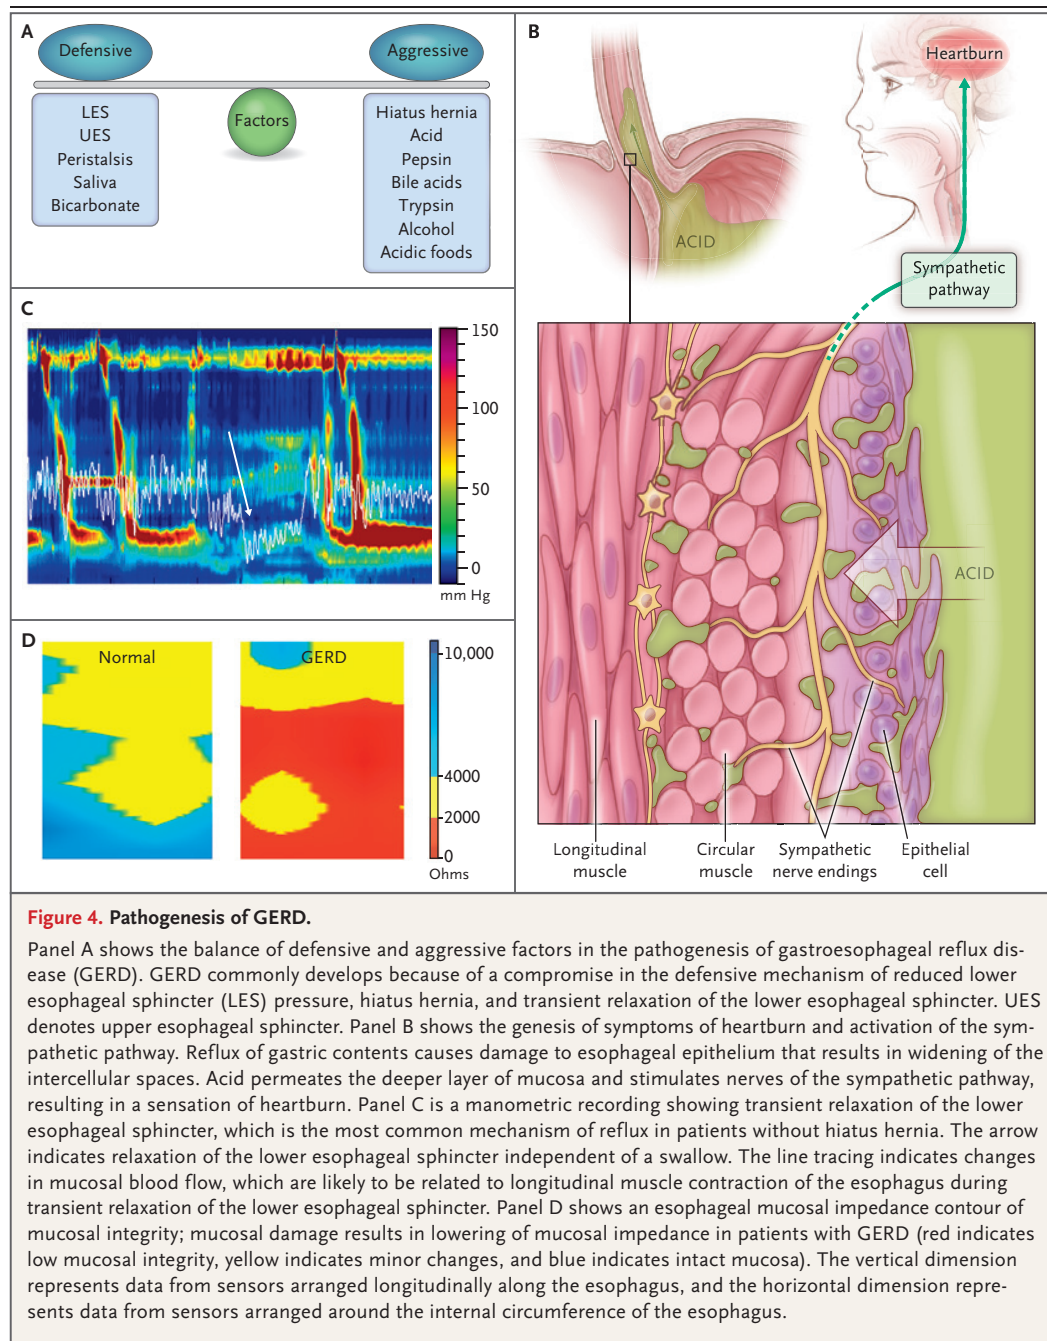 A
Defensive
Aggressive
Factors
LES
UES
Peristalsis
Saliva
Bicarbonate
Hiatus hernia
Acid
Pepsin
Bile acids
Trypsin
Alcohol
Acidic foods
B
Heartburn
ACID
Sympathetic
pathway
ACID
Longitudinal
muscle
Circular
muscle
Sympathetic
nerve endings
Epithelial
cell
C
150
100
50
0
mm Hg
D
Normal
GERD
10,000
4000
2000
0
Ohms
Figure 4. Pathogenesis of GERD.
Panel A shows the balance of defensive and aggressive factors in the pathogenesis of gastroesophageal reflux dis-
ease (GERD). GERD commonly develops because of a compromise in the defensive mechanism of reduced lower
esophageal sphincter (LES) pressure, hiatus hernia, and transient relaxation of the lower esophageal sphincter. UES
denotes upper esophageal sphincter. Panel B shows the genesis of symptoms of heartburn and activation of the sym-
pathetic pathway. Reflux of gastric contents causes damage to esophageal epithelium that results in widening of the
intercellular spaces. Acid permeates the deeper layer of mucosa and stimulates nerves of the sympathetic pathway,
resulting in a sensation of heartburn. Panel C is a manometric recording showing transient relaxation of the lower
esophageal sphincter, which is the most common mechanism of reflux in patients without hiatus hernia. The arrow
indicates relaxation of the lower esophageal sphincter independent of a swallow. The line tracing indicates changes
in mucosal blood flow, which are likely to be related to longitudinal muscle contraction of the esophagus during
transient relaxation of the lower esophageal sphincter. Panel D shows an esophageal mucosal impedance contour of
mucosal integrity; mucosal damage results in lowering of mucosal impedance in patients with GERD (red indicates
low mucosal integrity, yellow indicates minor changes, and blue indicates intact mucosa). The vertical dimension
represents data from sensors arranged longitudinally along the esophagus, and the horizontal dimension repre-
sents data from sensors arranged around the internal circumference of the esophagus.